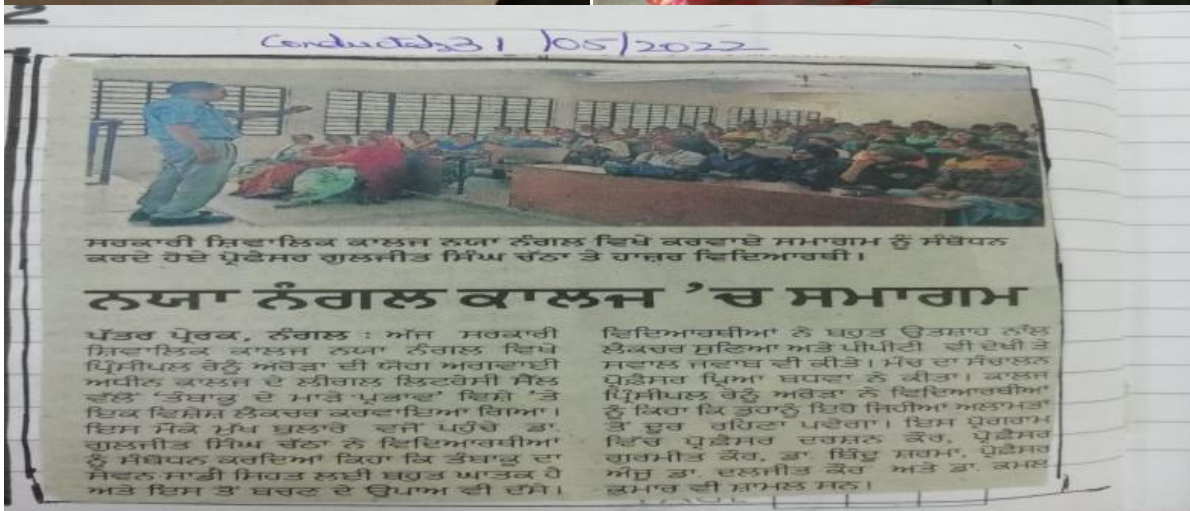 Conducted 31/05/2022
ਸਰਕਾਰੀ ਸ਼ਿਵਾਲਿਕ ਕਾਲਜ ਨਯਾ ਨੰਗਲ ਵਿਖੇ ਕਰਵਾਏ ਸਮਾਗਮ ਨੂੰ ਸੰਬੋਧਨ
ਕਰਦੇ ਹੋਏ ਪ੍ਰੋਫੈਸਰ ਗੁਲਜੀਤ ਸਿੰਘ ਚੱਠਾ ਤੇ ਹਾਜ਼ਰ ਵਿਦਿਆਰਥੀ।
ਨਯਾ ਨੰਗਲ ਕਾਲਜ ’ਚ ਸਮਾਗਮ
ਪੱਤਰ ਪ੍ਰੇਰਕ, ਨੰਗਲ : ਅੱਜ ਸਰਕਾਰੀ
ਸ਼ਿਵਾਲਿਕ ਕਾਲਜ ਨਯਾ ਨੰਗਲ ਵਿਖੇ
ਪ੍ਰਿੰਸੀਪਲ ਰੇਨੂੰ ਅਰੋੜਾ ਦੀ ਯੋਗ ਅਗਵਾਈ
ਅਧੀਨ ਕਾਲਜ ਦੇ ਲੀਗਲ ਲਿਟਰੇਸੀ ਸੈੱਲ
ਵੱਲੋਂ ‘ਤੰਬਾਕੂ ਦੇ ਮਾੜੇ ਪ੍ਰਭਾਵ’ ਵਿਸ਼ੇ ’ਤੇ
ਇਕ ਵਿਸ਼ੇਸ਼ ਲੈਕਚਰ ਕਰਵਾਇਆ ਗਿਆ।
ਇਸ ਮੌਕੇ ਮੁੱਖ ਬੁਲਾਰੇ ਵਜੋਂ ਪਹੁੰਚੇ ਡਾ.
ਗੁਲਜੀਤ ਸਿੰਘ ਚੱਠਾ ਨੇ ਵਿਦਿਆਰਥੀਆਂ
ਨੂੰ ਸੰਬੋਧਨ ਕਰਦਿਆਂ ਕਿਹਾ ਕਿ ਤੰਬਾਕੂ ਦਾ
ਸੇਵਨ ਸਾਡੀ ਸਿਹਤ ਲਈ ਬਹੁਤ ਘਾਤਕ ਹੈ
ਅਤੇ ਇਸ ਤੋਂ ਬਚਣ ਦੇ ਉਪਾਅ ਵੀ ਦੱਸੇ।
ਵਿਦਿਆਰਥੀਆਂ ਨੇ ਬਹੁਤ ਉਤਸ਼ਾਹ ਨਾਲ
ਲੈਕਚਰ ਸੁਣਿਆ ਅਤੇ ਪੀਪੀਟੀ ਵੀ ਦੇਖੀ ਤੇ
ਸਵਾਲ ਜਵਾਬ ਵੀ ਕੀਤੇ। ਮੰਚ ਦਾ ਸੰਚਾਲਨ
ਪ੍ਰੋਫ਼ੈਸਰ ਪ੍ਰਿਆ ਬਧਵਾ ਨੇ ਕੀਤਾ। ਕਾਲਜ
ਪ੍ਰਿੰਸੀਪਲ ਰੇਨੂੰ ਅਰੋੜਾ ਨੇ ਵਿਦਿਆਰਥੀਆਂ
ਨੂੰ ਕਿਹਾ ਕਿ ਤੁਹਾਨੂੰ ਇਹੋ ਜਿਹੀਆਂ ਅਲਾਮਤਾਂ
ਤੋਂ ਦੂਰ ਰਹਿਣਾ ਪਵੇਗਾ। ਇਸ ਪ੍ਰੋਗਰਾਮ
ਵਿੱਚ ਪ੍ਰੋਫ਼ੈਸਰ ਦਰਸ਼ਨ ਕੌਰ, ਪ੍ਰੋਫ਼ੈਸਰ
ਗੁਰਮੀਤ ਕੌਰ, ਡਾ. ਬਿੰਦੂ ਸ਼ਰਮਾ, ਪ੍ਰੋਫ਼ੈਸਰ
ਅੰਜੂ ਡਾ. ਦਲਜੀਤ ਕੌਰ ਅਤੇ ਡਾ. ਕਮਲ
ਕੁਮਾਰ ਵੀ ਸ਼ਾਮਲ ਸਨ।